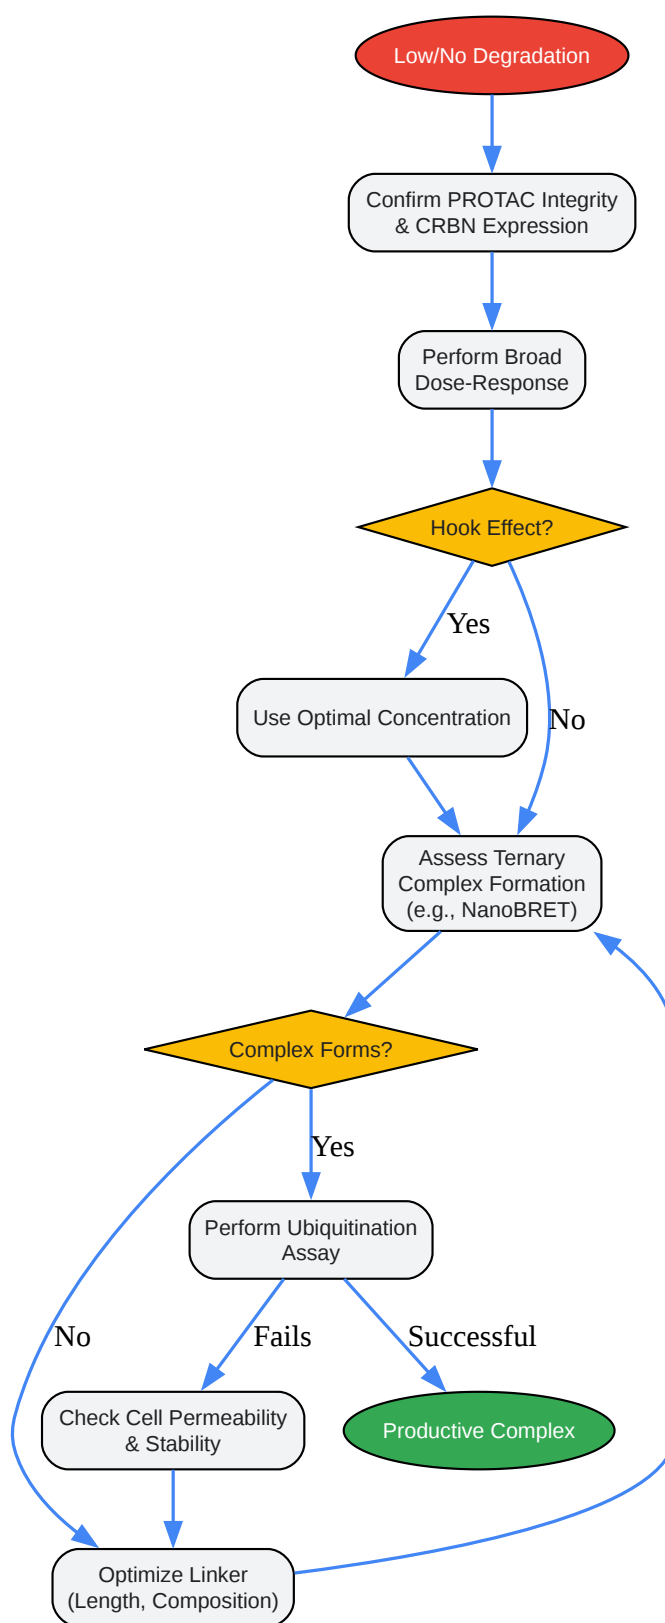 Low/No Degradation
Confirm PROTAC Integrity
& CRBN Expression
Perform Broad
Dose-Response
Hook Effect?
Yes
Use Optimal Concentration
No
Assess Ternary
Complex Formation
(e.g., NanoBRET)
Complex Forms?
Yes
Perform Ubiquitination
Assay
No
Fails
Successful
Check Cell Permeability
& Stability
Productive Complex
Optimize Linker
(Length, Composition)